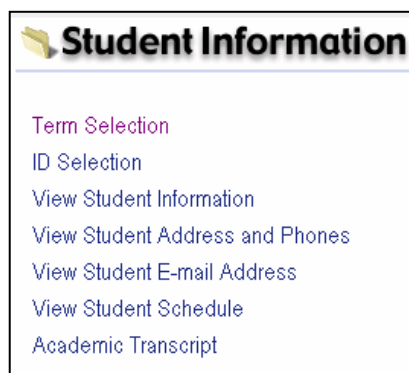 Student Information
Term Selection
ID Selection
View Student Information
View Student Address and Phones
View Student E-mail Address
View Student Schedule
Academic Transcript